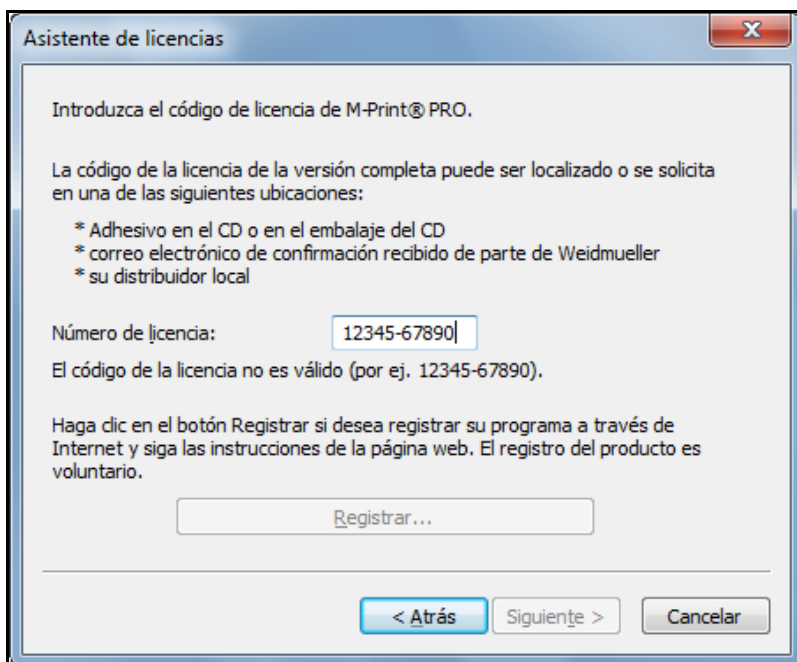 Asistente de licencias
Introduzca el código de licencia de M-Print® PRO.
La código de la licencia de la versión completa puede ser localizado o se solicita
en una de las siguientes ubicaciones:
* Adhesivo en el CD o en el embalaje del CD
* correo electrónico de confirmación recibido de parte de Weidmueller
* su distribuidor local
Número de licencia: 12345-67890
El código de la licencia no es válido (por ej. 12345-67890).
Haga clic en el botón Registrar si desea registrar su programa a través de
Internet y siga las instrucciones de la página web. El registro del producto es
voluntario.
Registrar...
< Atrás Siguiente > Cancelar